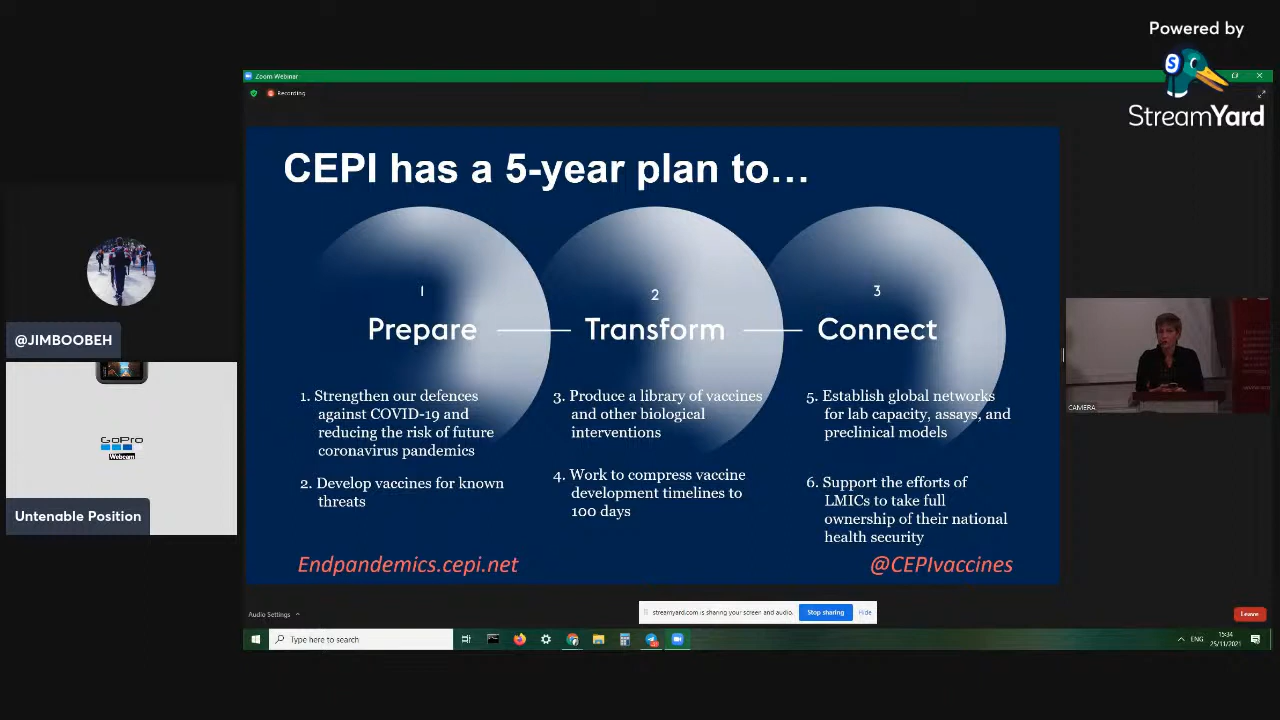 Powered by
StreamYard
Zoom Webinar
Recording
CEPI has a 5-year plan to…
1
Prepare
2
Transform
3
Connect
1. Strengthen our defences
against COVID-19 and
reducing the risk of future
coronavirus pandemics
2. Develop vaccines for known
threats
3. Produce a library of vaccines
and other biological
interventions
4. Work to compress vaccine
development timelines to
100 days
5. Establish global networks
for lab capacity, assays, and
preclinical models
6. Support the efforts of
LMICs to take full
ownership of their national
health security
Endpandemics.cepi.net
@CEPIvaccines
@JIMBOOBEH
GoPro
Webcam
Untenable Position
CAMERA
Audio Settings
streamyard.com is sharing your screen and audio.
Stop sharing
Hide
Leave
Type here to search
ENG
15:34
25/11/2021